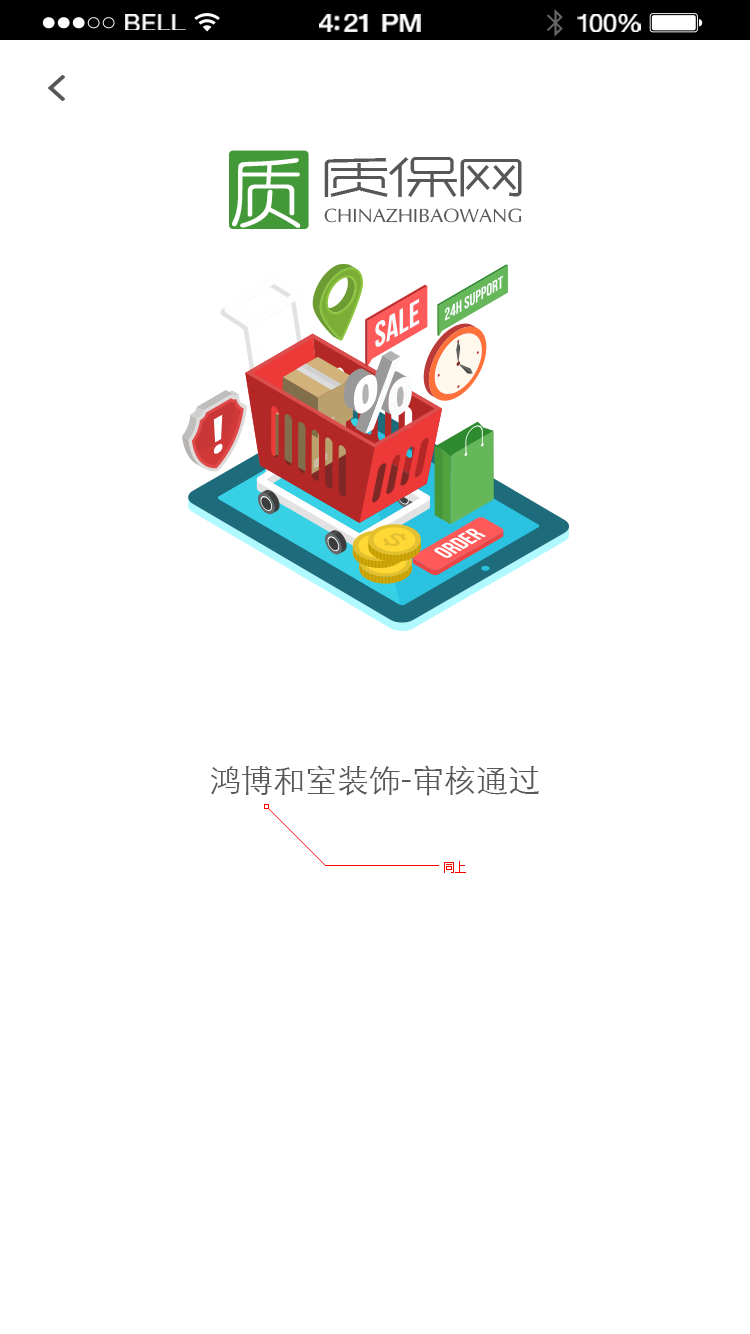 BELL
4:21 PM
100%
质 质保网
CHINAZHIBAOWANG
SALE
24H SUPPORT
%
!
$
ORDER
鸿博和室装饰-审核通过
同上